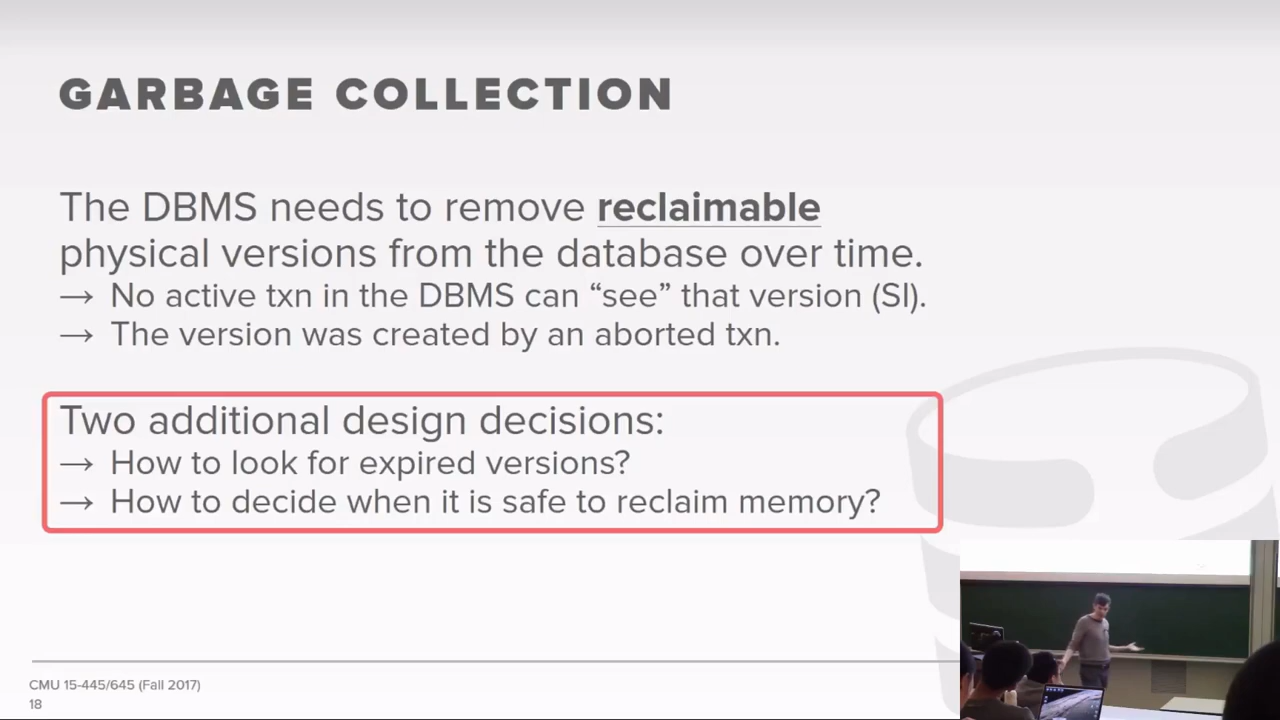 GARBAGE COLLECTION
The DBMS needs to remove reclaimable
physical versions from the database over time.
→ No active txn in the DBMS can “see” that version (SI).
→ The version was created by an aborted txn.
Two additional design decisions:
→ How to look for expired versions?
→ How to decide when it is safe to reclaim memory?
CMU 15-445/645 (Fall 2017)
18